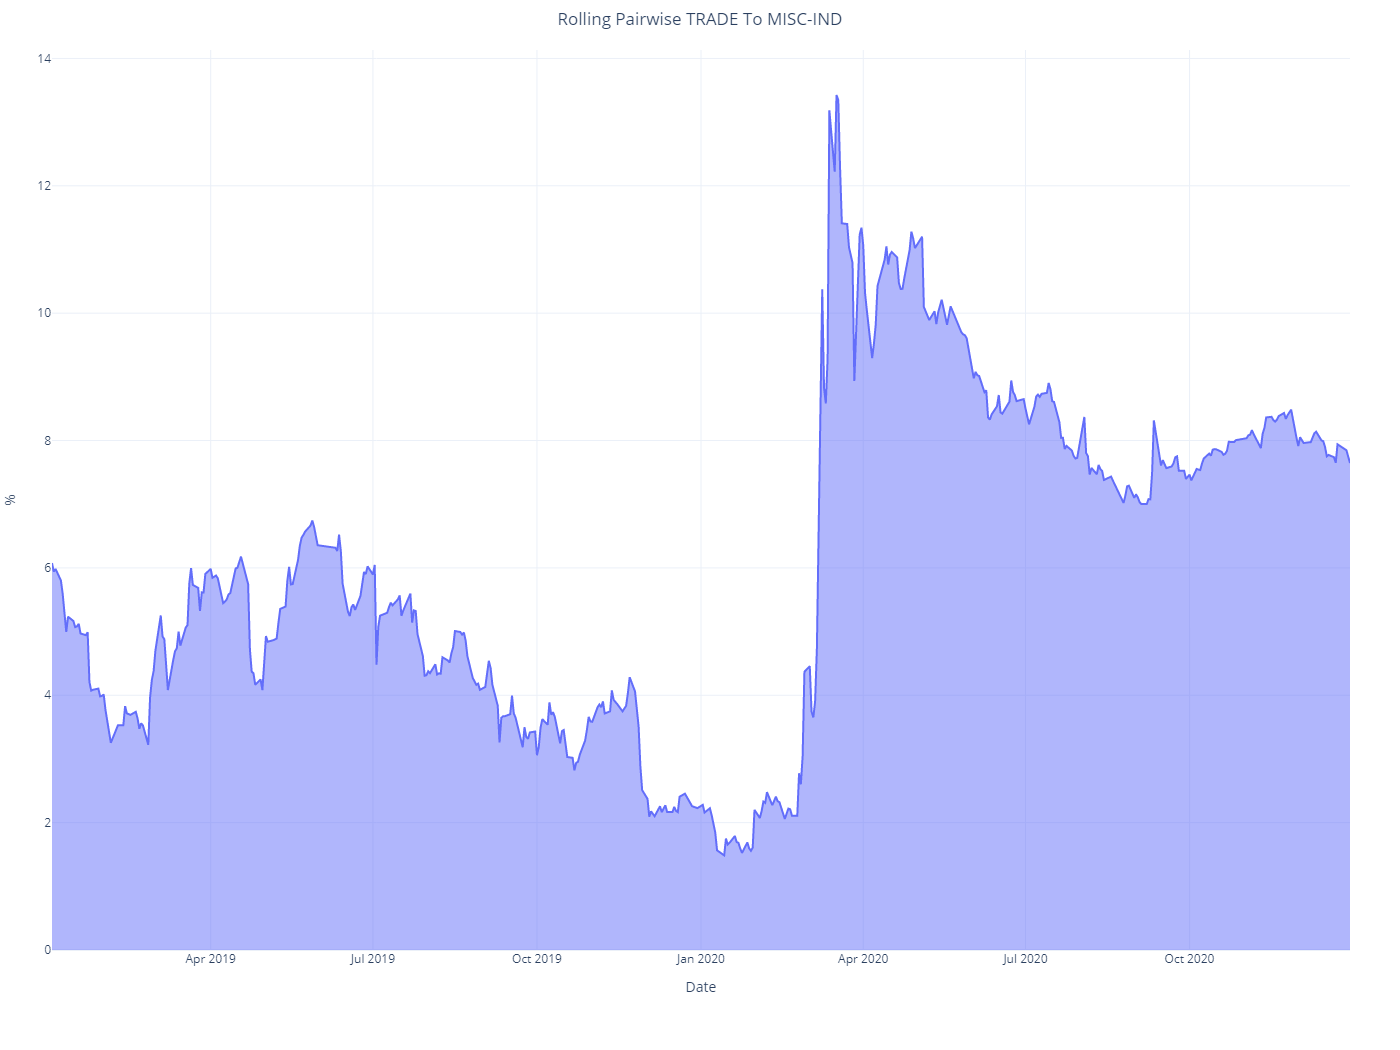 Rolling Pairwise TRADE To MISC-IND
14
12
10
8
6
4
2
0
%
Apr 2019
Jul 2019
Oct 2019
Jan 2020
Apr 2020
Jul 2020
Oct 2020
Date